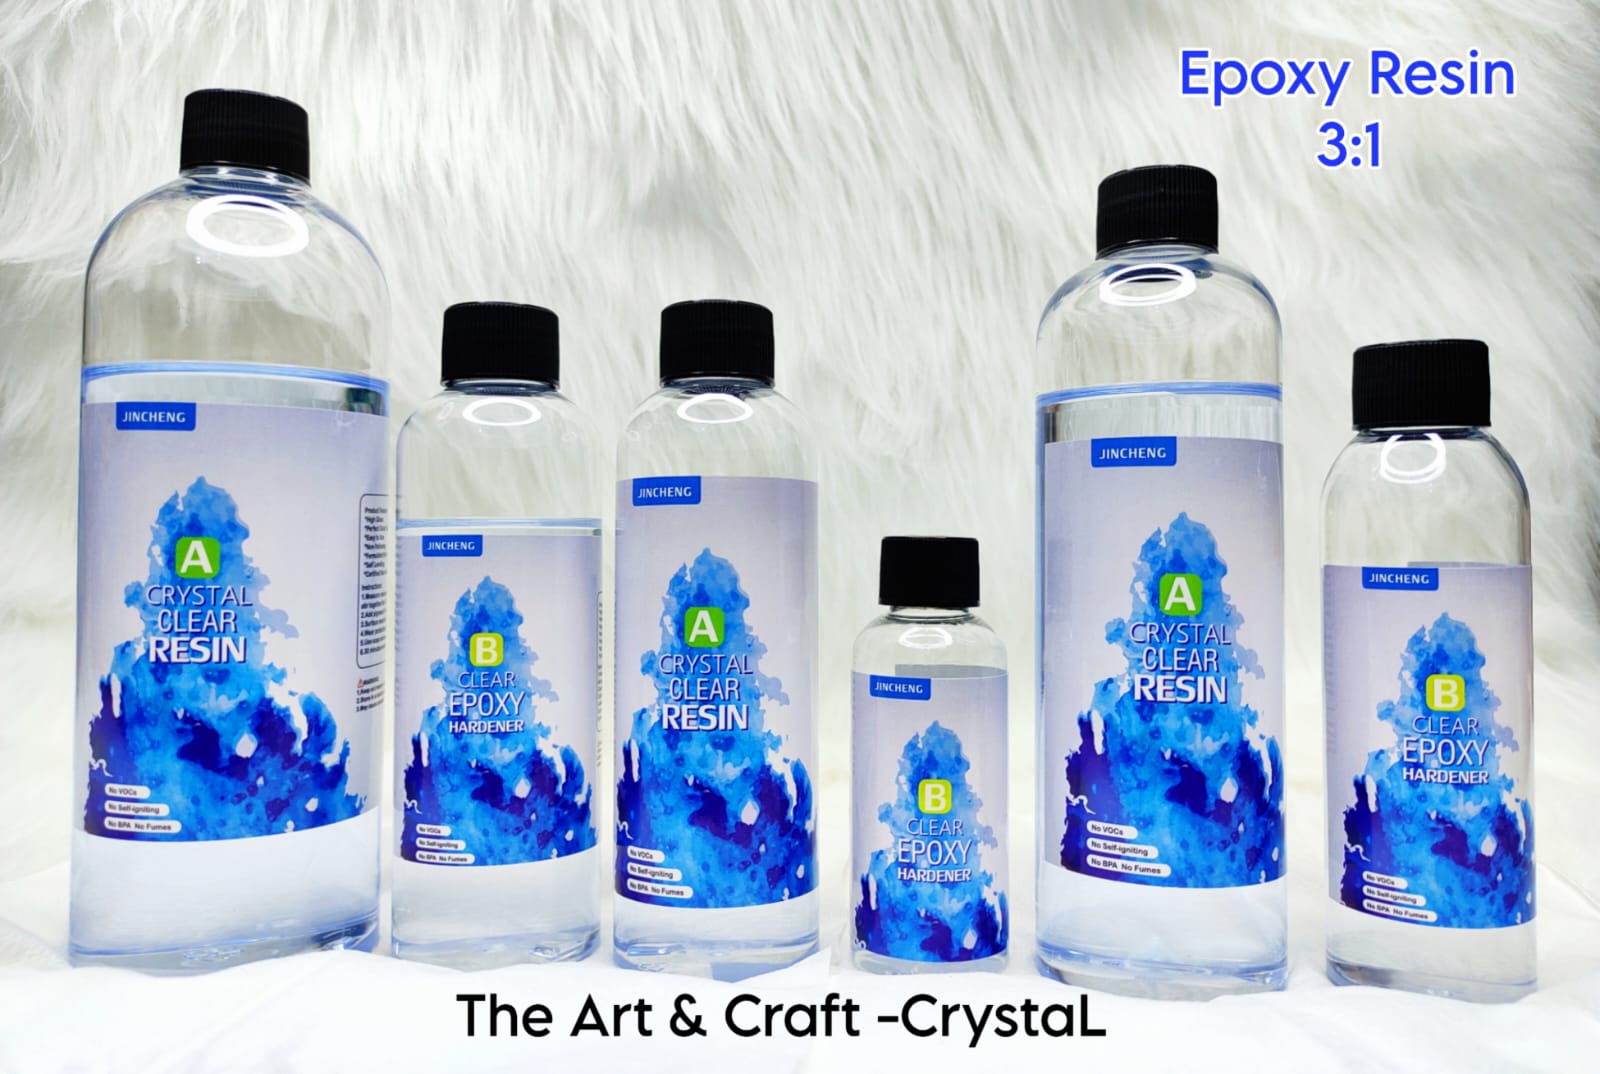 Epoxy Resin
3:1
JINCHENG
A
CRYSTAL
CLEAR
RESIN
No VOCs
No Self-igniting
No BPA No Fumes
JINCHENG
B
CLEAR
EPOXY
HARDENER
No VOCs
No Self-igniting
No BPA No Fumes
JINCHENG
A
CRYSTAL
CLEAR
RESIN
No VOCs
No Self-igniting
No BPA No Fumes
JINCHENG
B
CLEAR
EPOXY
HARDENER
JINCHENG
A
CRYSTAL
CLEAR
RESIN
No VOCs
No Self-igniting
No BPA No Fumes
JINCHENG
B
CLEAR
EPOXY
HARDENER
No VOCs
No Self-igniting
No BPA No Fumes
The Art & Craft -CrystaL